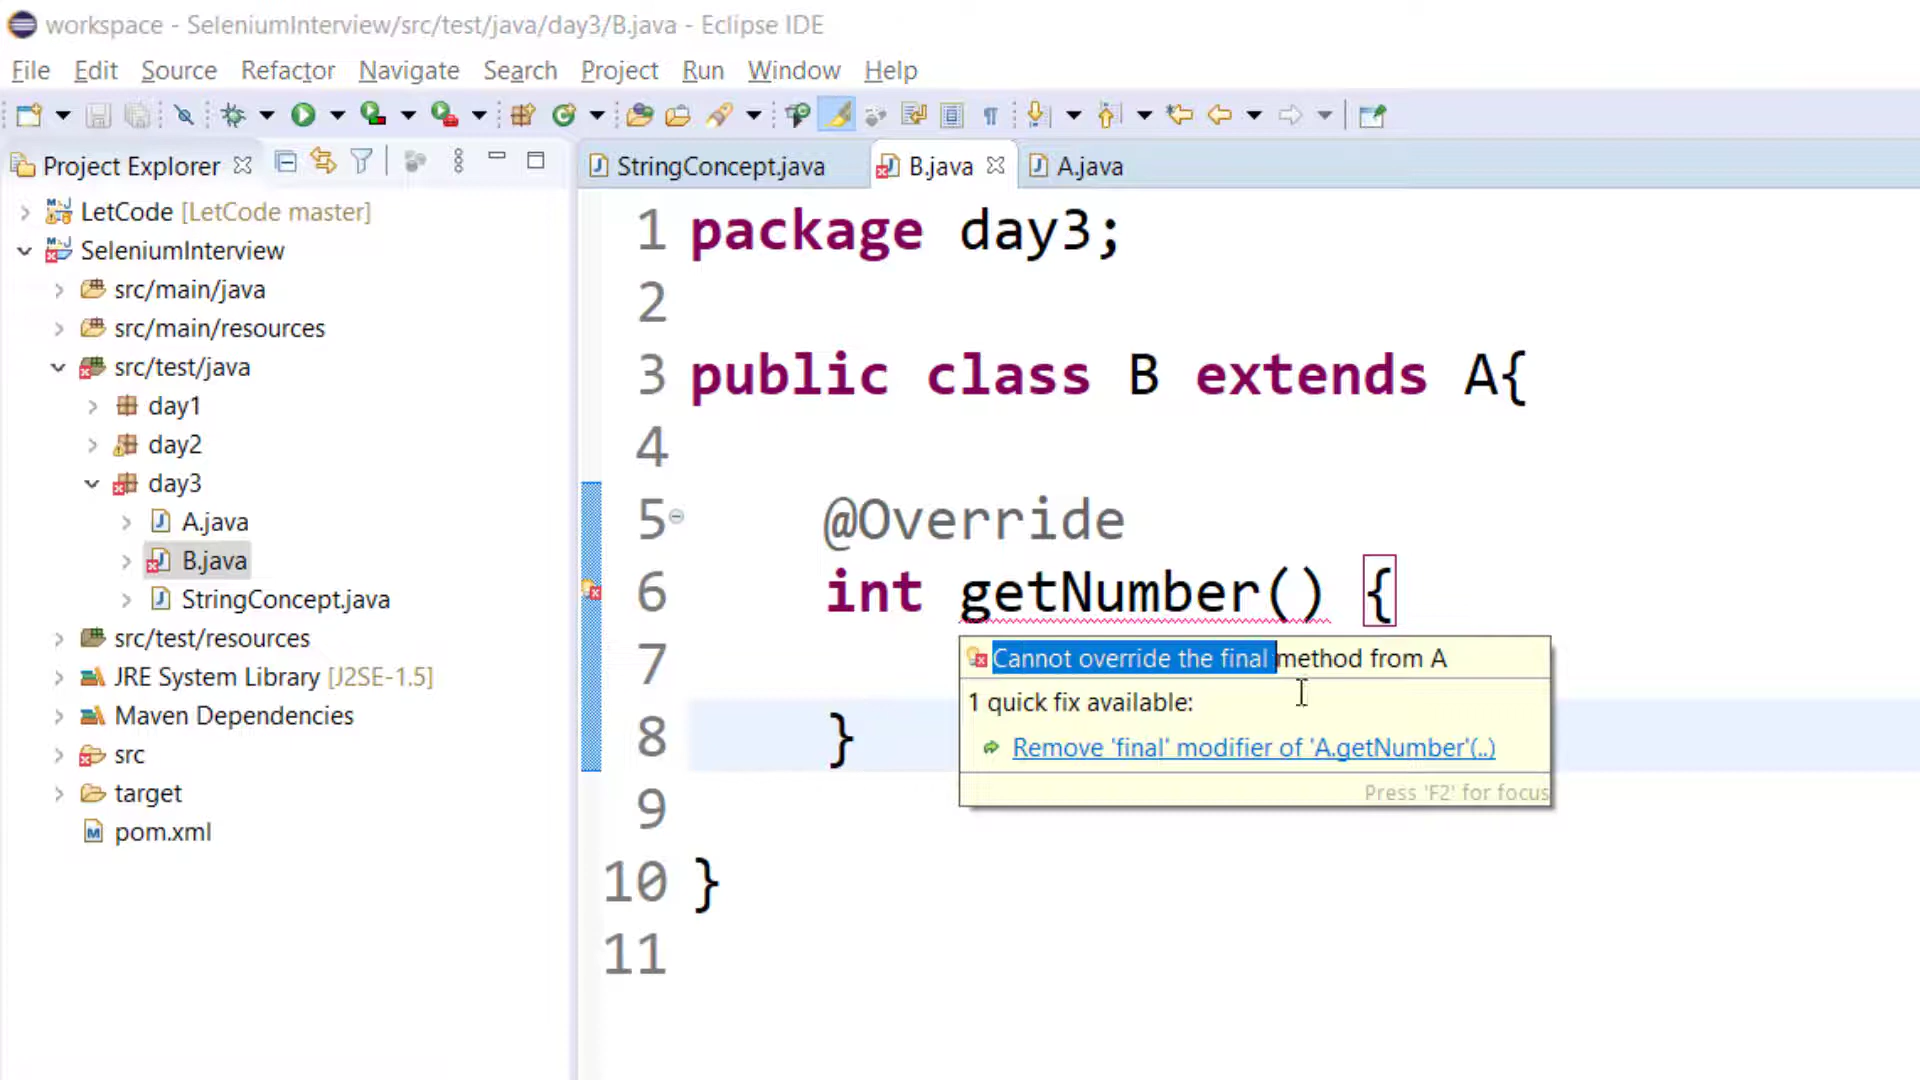 workspace - SeleniumInterview/src/test/java/day3/B.java - Eclipse IDE
File Edit Source Refactor Navigate Search Project Run Window Help
Project Explorer
StringConcept.java B.java A.java
LetCode [LetCode master]
SeleniumInterview
src/main/java
src/main/resources
src/test/java
day1
day2
day3
A.java
B.java
StringConcept.java
src/test/resources
JRE System Library [J2SE-1.5]
Maven Dependencies
src
target
pom.xml
1 package day3;
2
3 public class B extends A{
4
5 @Override
6 int getNumber() {
7
8 }
9
10 }
11
Cannot override the final method from A
1 quick fix available:
Remove 'final' modifier of 'A.getNumber'(..)
Press 'F2' for focus